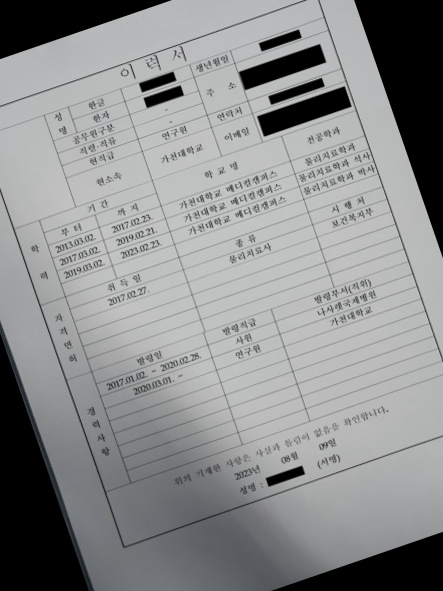 이 력 서
성 명
한글
생년월일
한자
주 소
공무원구분
-
직렬·직류
-
현직급
연구원
연락처
현소속
가천대학교
이메일
학 력
기 간
학 교 명
전공학과
부 터
까 지
2013.03.02.
2017.02.23.
가천대학교 메디컬캠퍼스
물리치료학과
2017.03.02.
2019.02.21.
가천대학교 메디컬캠퍼스
물리치료학과 석사
2019.03.02.
2023.02.23.
가천대학교 메디컬캠퍼스
물리치료학과 박사
자격면허
취 득 일
종 류
시 행 처
2017.02.27.
물리치료사
보건복지부
경력사항
발령일
발령직급
발령부서(직위)
2017.01.02. ~ 2020.02.28.
사원
나사렛국제병원
2020.03.01. ~
연구원
가천대학교
위의 기재한 사항은 사실과 틀림이 없음을 확인합니다.
2023년 08월 09일
성명 : (서명)